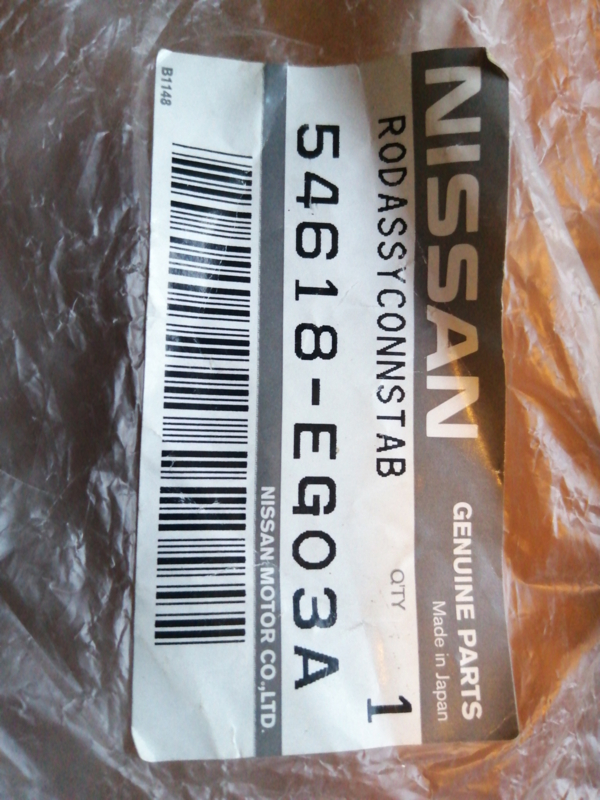 NISSAN GENUINE PARTS
Made in Japan
RODASSYCONNSTAB QTY 1
54618-EG03A
NISSAN MOTOR CO.,LTD.
B1148